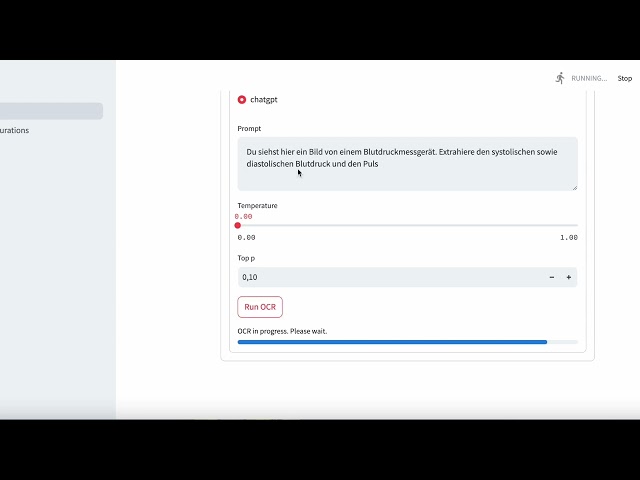 RUNNING...
Stop
chatgpt
urations
Prompt
Du siehst hier ein Bild von einem Blutdruckmessgerät. Extrahiere den systolischen sowie
diastolischen Blutdruck und den Puls
Temperature
0.00
0.00 1.00
Top p
0,10
− +
Run OCR
OCR in progress. Please wait.